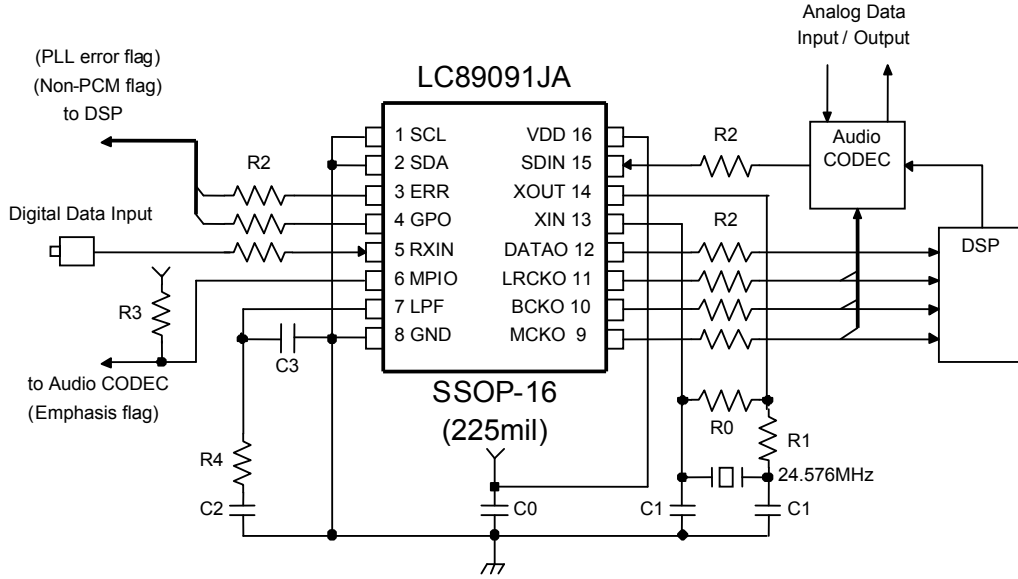 Analog Data
Input / Output
(PLL error flag)
(Non-PCM flag)
to DSP
LC89091JA
1 SCL
2 SDA
3 ERR
4 GPO
5 RXIN
6 MPIO
7 LPF
8 GND
VDD 16
SDIN 15
XOUT 14
XIN 13
DATAO 12
LRCKO 11
BCKO 10
MCKO 9
R2
R2
R2
Audio
CODEC
DSP
Digital Data Input
R3
C3
to Audio CODEC
(Emphasis flag)
SSOP-16
(225mil)
R0
R1
R4
24.576MHz
C2
C0
C1
C1